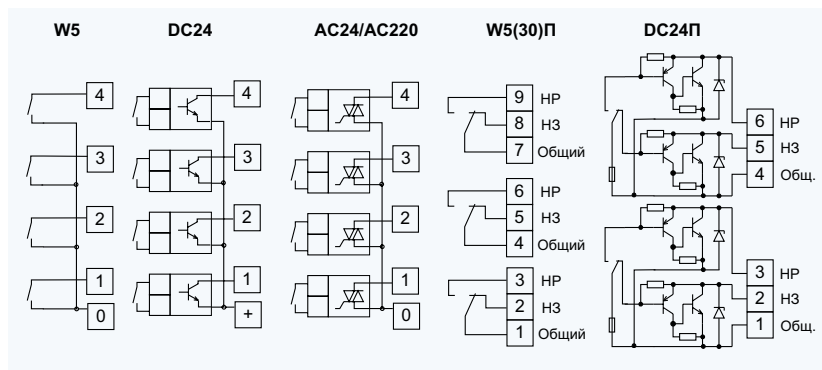 W5
4
3
2
1
0
DC24
4
3
2
1
+
AC24/AC220
4
3
2
1
0
W5(30)П
9 НР
8 НЗ
7 Общий
6 НР
5 НЗ
4 Общий
3 НР
2 НЗ
1 Общий
DC24П
6 НР
5 НЗ
4 Общ.
3 НР
2 НЗ
1 Общ.